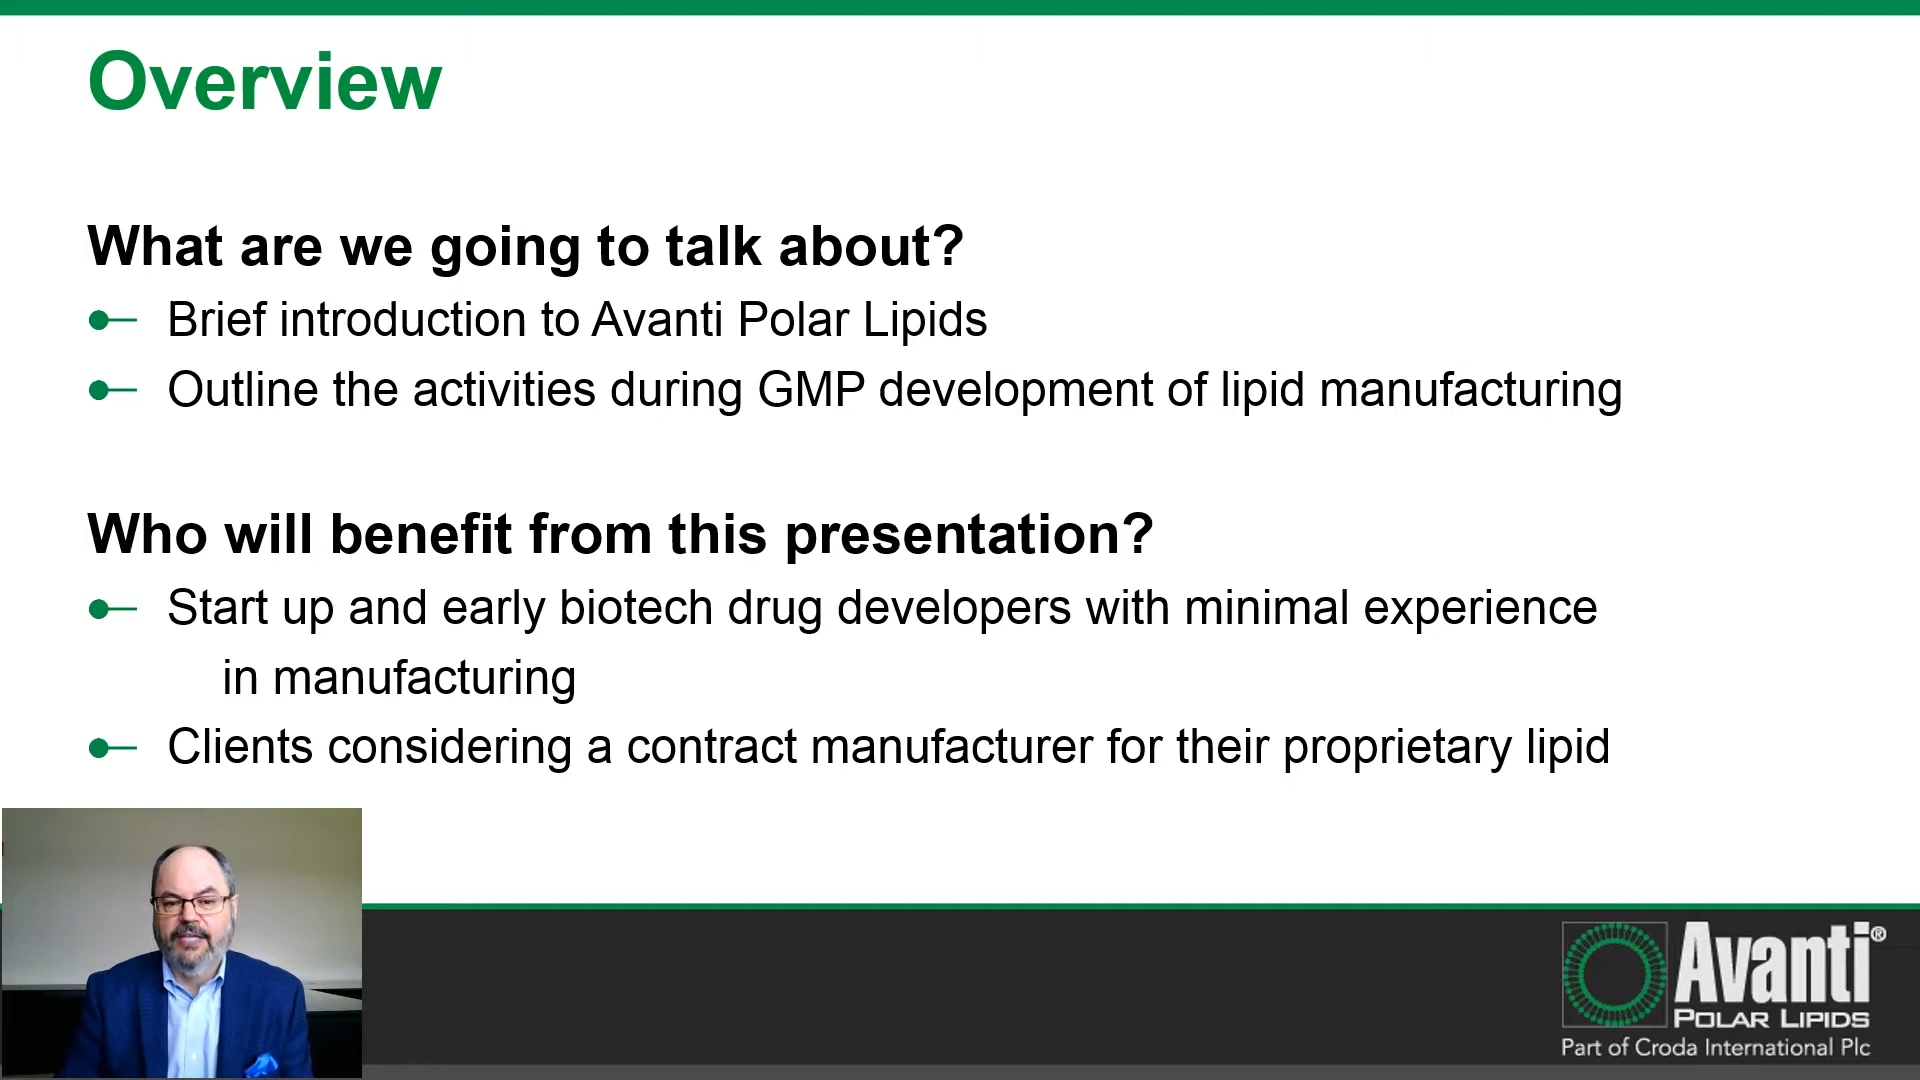 Overview
What are we going to talk about?
Brief introduction to Avanti Polar Lipids
Outline the activities during GMP development of lipid manufacturing
Who will benefit from this presentation?
Start up and early biotech drug developers with minimal experience
in manufacturing
Clients considering a contract manufacturer for their proprietary lipid
Avanti®
POLAR LIPIDS
Part of Croda International Plc